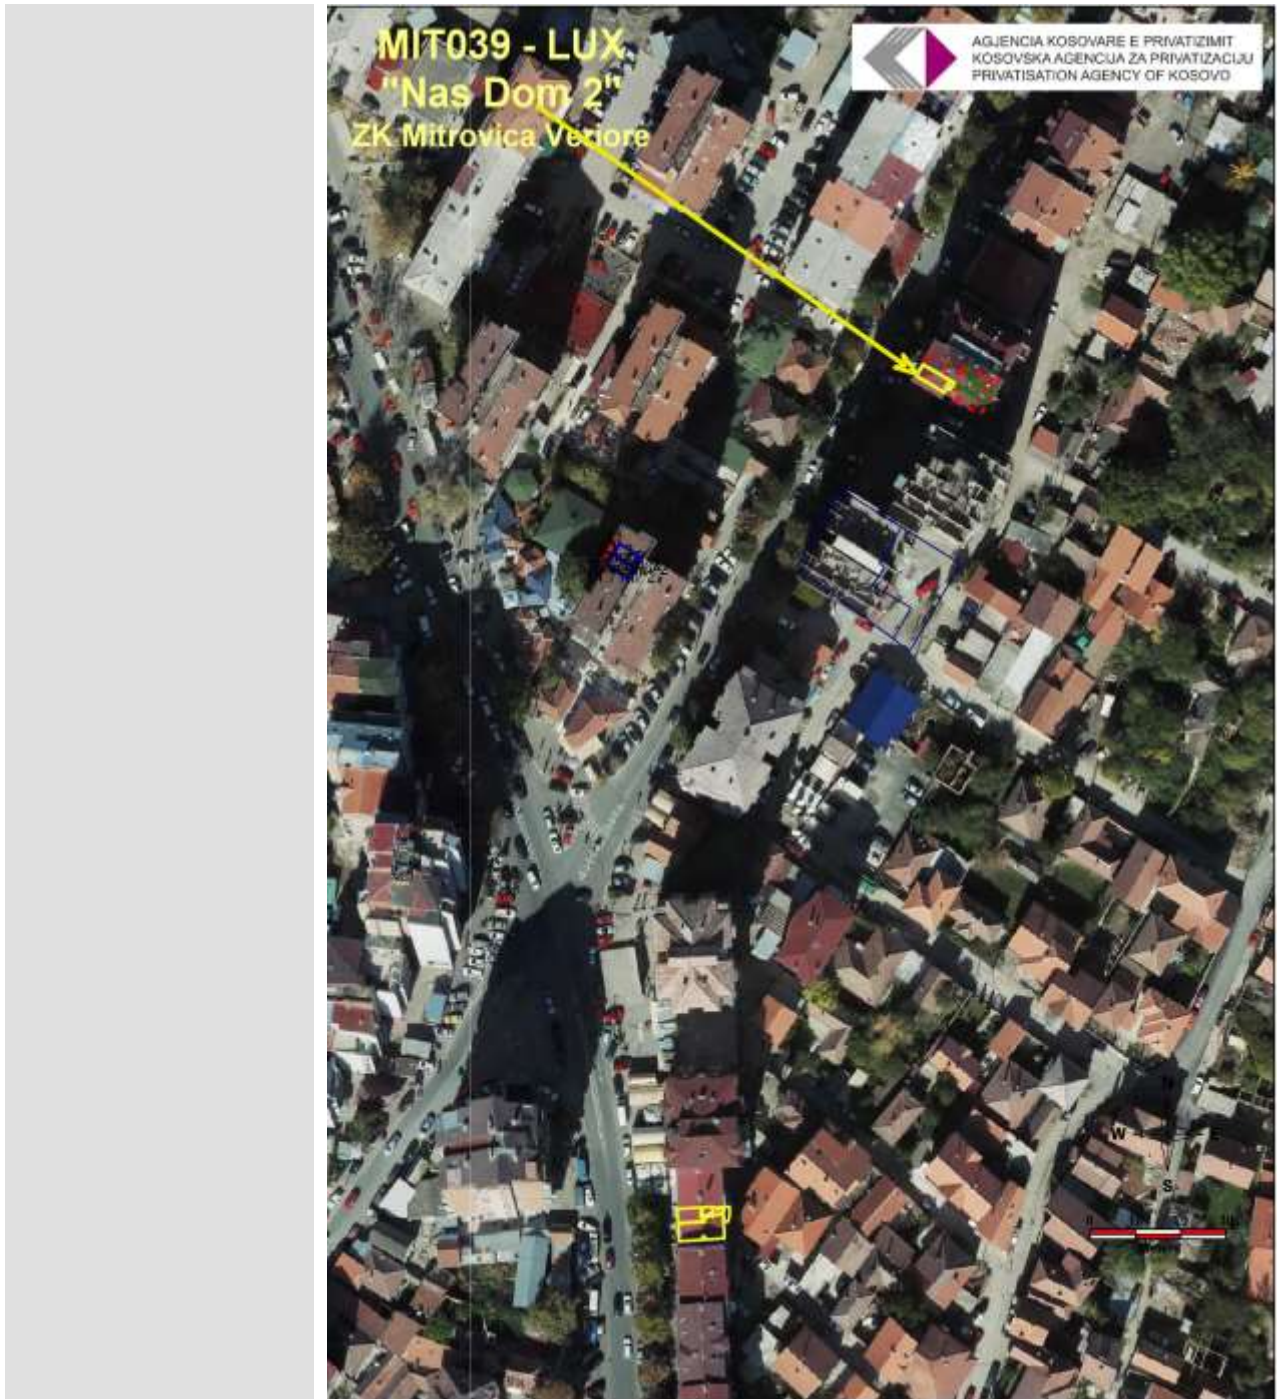 MIT039 - LUX
"Nas Dom 2"
ZK Mitrovica Veriore
AGJENCIA KOSOVARE E PRIVATIZIMIT
KOSOVSKA AGENCIJA ZA PRIVATIZACIJU
PRIVATISATION AGENCY OF KOSOVO
N
W E
S
0